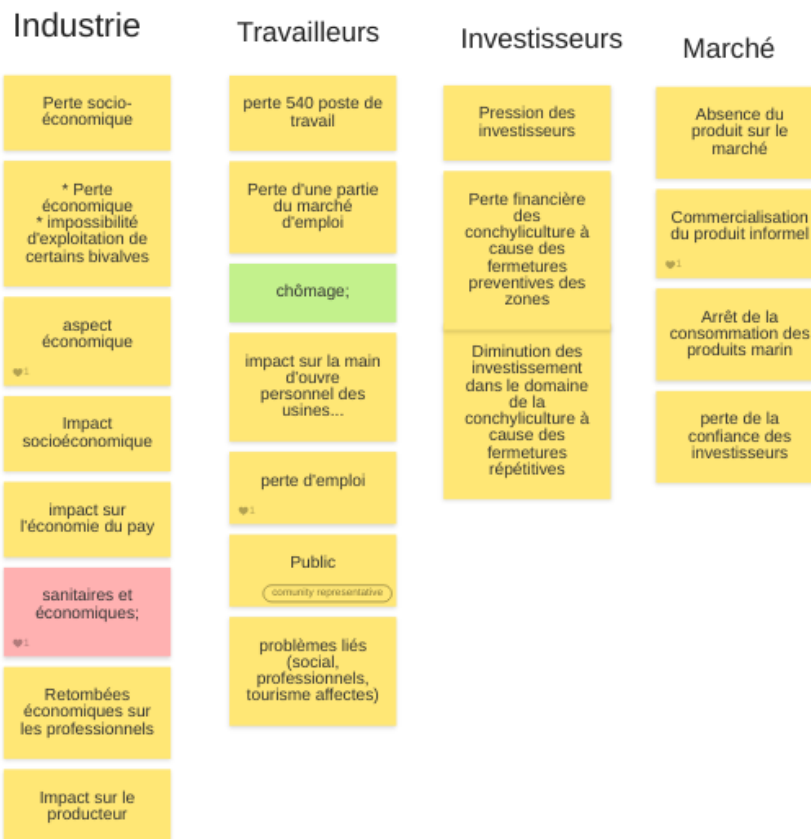 Industrie
Perte socio-
économique
* Perte
économique
* impossibilité
d'exploitation de
certains bivalves
aspect
économique
1
Impact
socioéconomique
impact sur
l'économie du pay
sanitaires et
économiques;
1
Retombées
économiques sur
les professionnels
Impact sur le
producteur
Travailleurs
perte 540 poste de
travail
Perte d'une partie
du marché
d'emploi
chômage;
impact sur la main
d'ouvre
personnel des
usines...
perte d'emploi
1
Public
comunity representative
problèmes liés
(social,
professionnels,
tourisme affectes)
Investisseurs
Pression des
investisseurs
Perte financière
des
conchyliculture à
cause des
fermetures
preventives des
zones
Diminution des
investissement
dans le domaine
de la
conchyliculture à
cause des
fermetures
répétitives
Marché
Absence du
produit sur le
marché
Commercialisation
du produit informel
1
Arrêt de la
consommation des
produits marin
perte de la
confiance des
investisseurs